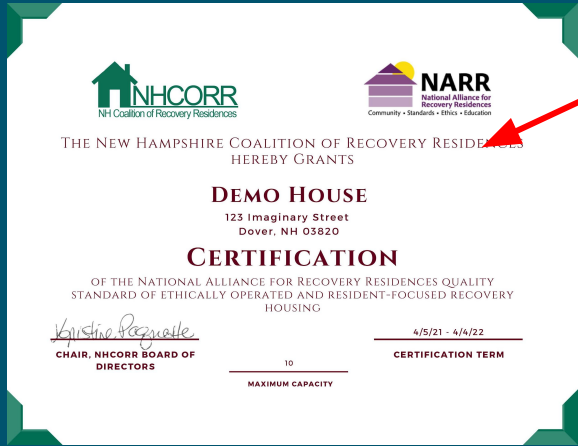 NHCORR
NH Coalition of Recovery Residences
NARR
National Alliance for
Recovery Residences
Community • Standards • Ethics • Education
THE NEW HAMPSHIRE COALITION OF RECOVERY RESIDENCES
HEREBY GRANTS
DEMO HOUSE
123 Imaginary Street
Dover, NH 03820
CERTIFICATION
OF THE NATIONAL ALLIANCE FOR RECOVERY RESIDENCES QUALITY
STANDARD OF ETHICALLY OPERATED AND RESIDENT-FOCUSED RECOVERY
HOUSING
4/5/21 - 4/4/22
CHAIR, NHCORR BOARD OF
DIRECTORS
CERTIFICATION TERM
10
MAXIMUM CAPACITY